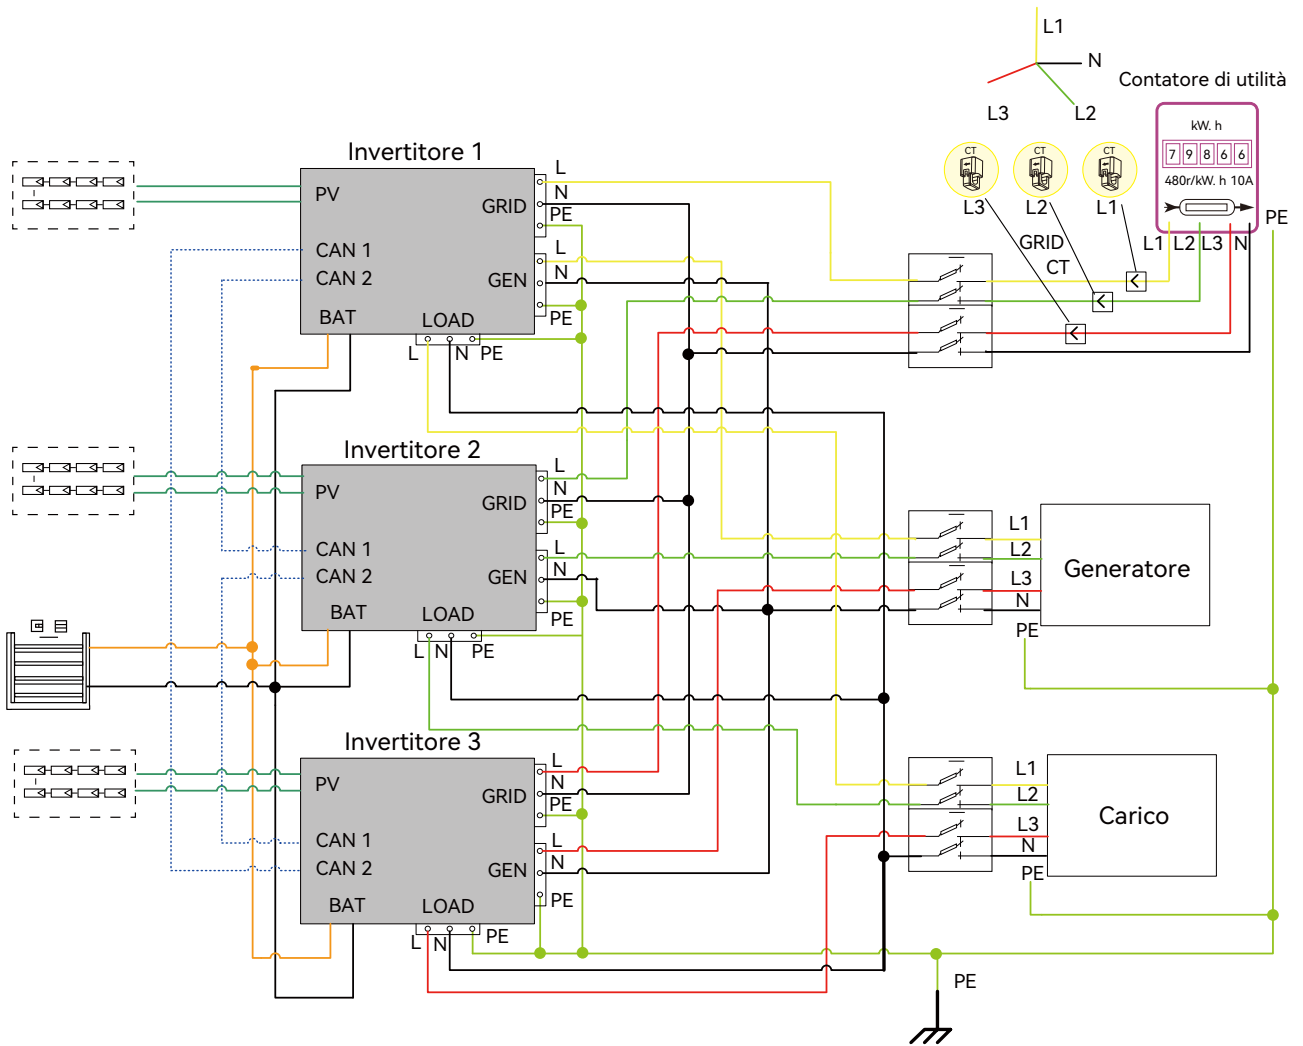 L1
N
L3
L2
Contatore di utilità
kW. h
7 9 8 6 6
480r/kW. h 10A
CT
CT
CT
L3
L2
L1
GRID
CT
L1 L2 L3 N
PE
Invertitore 1
PV
CAN 1
CAN 2
BAT
LOAD
GRID
GEN
L
N
PE
L
N
PE
L
N
PE
Invertitore 2
PV
CAN 1
CAN 2
BAT
LOAD
GRID
GEN
L
N
PE
L
N
PE
L
N
PE
L1
L2
L3
N
PE
Generatore
Invertitore 3
PV
CAN 1
CAN 2
BAT
LOAD
GRID
GEN
L
N
PE
L
N
PE
L
N
PE
L1
L2
L3
N
PE
Carico
PE